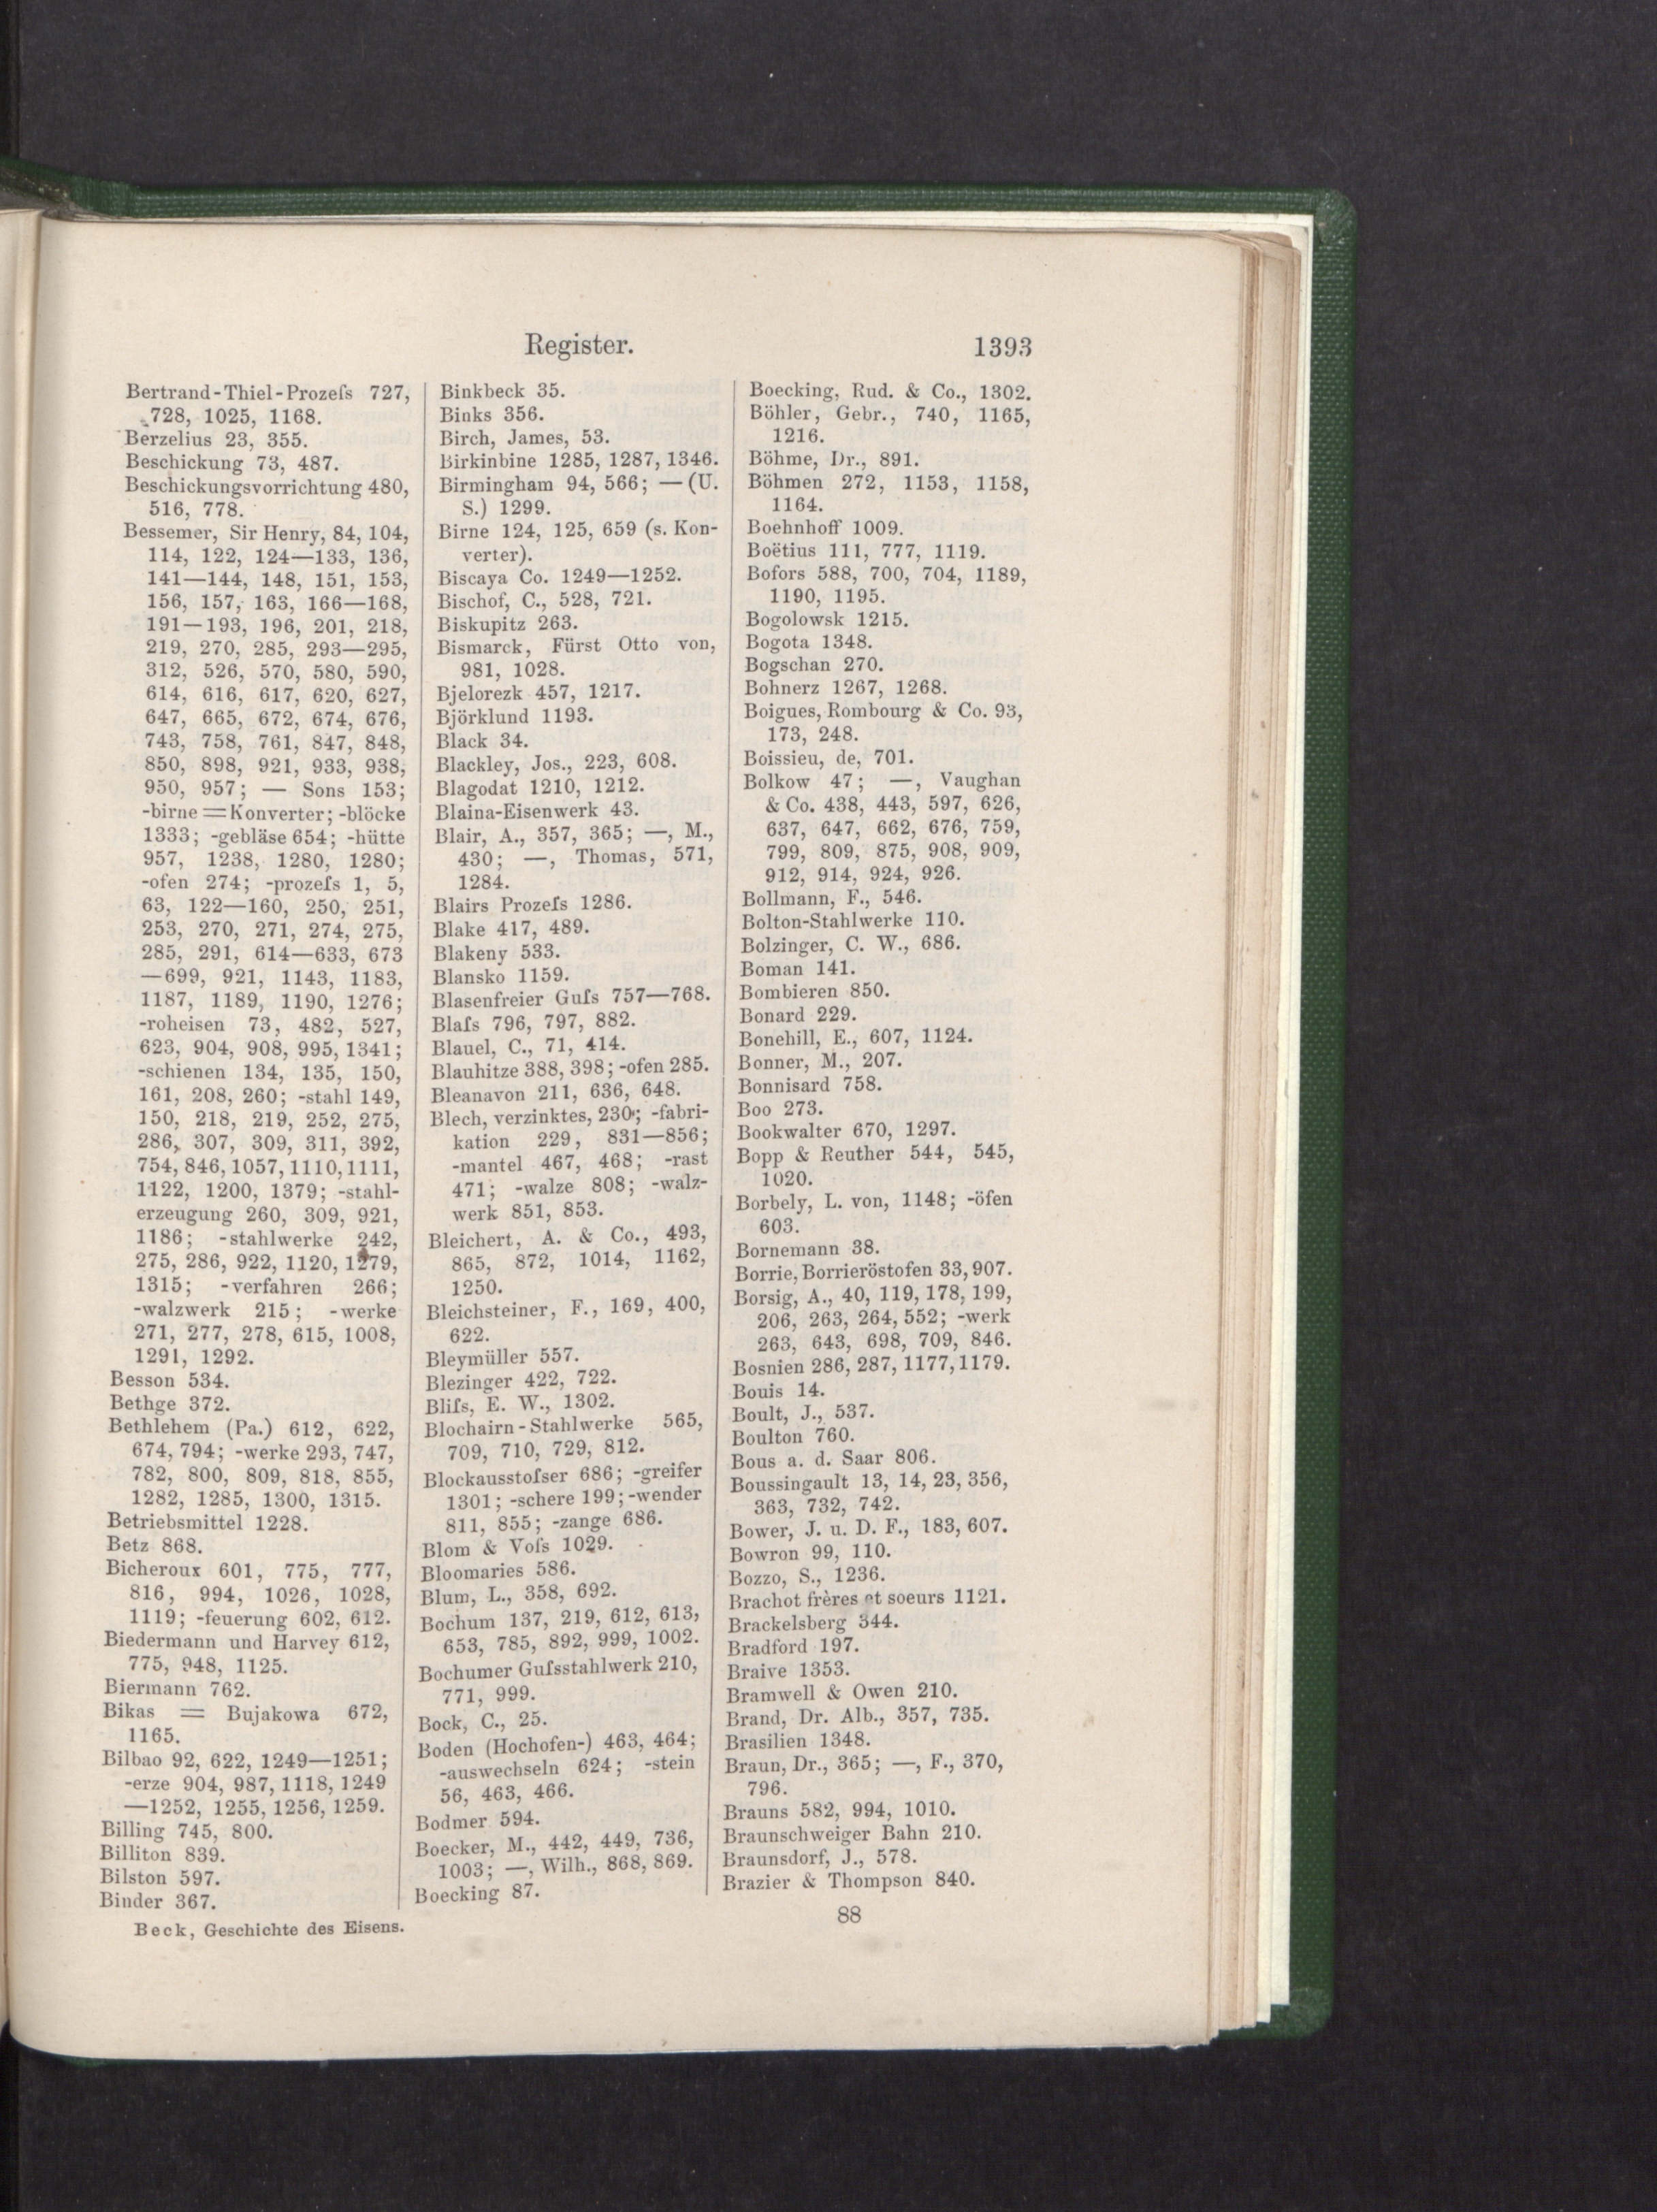 Register.
1393
Bertrand-Thiel-Prozeſs 727,
728, 1025, 1168.
Berzelius 23, 355.
Beschickung 73, 487.
Beschickungsvorrichtung 480,
516, 778.
Bessemer, Sir Henry, 84, 104,
114, 122, 124—133, 136,
141—144, 148, 151, 153,
156, 157, 163, 166—168,
191—193, 196, 201, 218,
219, 270, 285, 293—295,
312, 526, 570, 580, 590,
614, 616, 617, 620, 627,
647, 665, 672, 674, 676,
743, 758, 761, 847, 848,
850, 898, 921, 933, 938,
950, 957; — Sons 153;
-birne = Konverter; -blöcke
1333; -gebläse 654; -hütte
957, 1238, 1280, 1280;
-ofen 274; -prozeſs 1, 5,
63, 122—160, 250, 251,
253, 270, 271, 274, 275,
285, 291, 614—633, 673
—699, 921, 1143, 1183,
1187, 1189, 1190, 1276;
-roheisen 73, 482, 527,
623, 904, 908, 995, 1341;
-schienen 134, 135, 150,
161, 208, 260; -stahl 149,
150, 218, 219, 252, 275,
286, 307, 309, 311, 392,
754, 846, 1057, 1110, 1111,
1122, 1200, 1379; -stahl-
erzeugung 260, 309, 921,
1186; -stahlwerke 242,
275, 286, 922, 1120, 1279,
1315; -verfahren 266;
-walzwerk 215; -werke
271, 277, 278, 615, 1008,
1291, 1292.
Besson 534.
Bethge 372.
Bethlehem (Pa.) 612, 622,
674, 794; -werke 293, 747,
782, 800, 809, 818, 855,
1282, 1285, 1300, 1315.
Betriebsmittel 1228.
Betz 868.
Bicheroux 601, 775, 777,
816, 994, 1026, 1028,
1119; -feuerung 602, 612.
Biedermann und Harvey 612,
775, 948, 1125.
Biermann 762.
Bikas = Bujakowa 672,
1165.
Bilbao 92, 622, 1249—1251;
-erze 904, 987, 1118, 1249
—1252, 1255, 1256, 1259.
Billing 745, 800.
Billiton 839.
Bilston 597.
Binder 367.
Binkbeck 35.
Binks 356.
Birch, James, 53.
Birkinbine 1285, 1287, 1346.
Birmingham 94, 566; — (U.
S.) 1299.
Birne 124, 125, 659 (s. Kon-
verter).
Biscaya Co. 1249—1252.
Bischof, C., 528, 721.
Biskupitz 263.
Bismarck, Fürst Otto von,
981, 1028.
Bjelorezk 457, 1217.
Björklund 1193.
Black 34.
Blackley, Jos., 223, 608.
Blagodat 1210, 1212.
Blaina-Eisenwerk 43.
Blair, A., 357, 365; —, M.,
430; —, Thomas, 571,
1284.
Blairs Prozeſs 1286.
Blake 417, 489.
Blakeny 533.
Blansko 1159.
Blasenfreier Guſs 757—768.
Blaſs 796, 797, 882.
Blauel, C., 71, 414.
Blauhitze 388, 398; -ofen 285.
Bleanavon 211, 636, 648.
Blech, verzinktes, 230; -fabri-
kation 229, 831—856;
-mantel 467, 468; -rast
471; -walze 808; -walz-
werk 851, 853.
Bleichert, A. & Co., 493,
865, 872, 1014, 1162,
1250.
Bleichsteiner, F., 169, 400,
622.
Bleymüller 557.
Blezinger 422, 722.
Bliſs, E. W., 1302.
Blochairn-Stahlwerke 565,
709, 710, 729, 812.
Blockausstoſser 686; -greifer
1301; -schere 199; -wender
811, 855; -zange 686.
Blom & Voſs 1029.
Bloomaries 586.
Blum, L., 358, 692.
Bochum 137, 219, 612, 613,
653, 785, 892, 999, 1002.
Bochumer Guſsstahlwerk 210,
771, 999.
Bock, C., 25.
Boden (Hochofen-) 463, 464;
-auswechseln 624; -stein
56, 463, 466.
Bodmer 594.
Boecker, M., 442, 449, 736,
1003; —, Wilh., 868, 869.
Boecking 87.
Boecking, Rud. & Co., 1302.
Böhler, Gebr., 740, 1165,
1216.
Böhme, Dr., 891.
Böhmen 272, 1153, 1158,
1164.
Boehnhoff 1009.
Boëtius 111, 777, 1119.
Bofors 588, 700, 704, 1189,
1190, 1195.
Bogolowsk 1215.
Bogota 1348.
Bogschan 270.
Bohnerz 1267, 1268.
Boigues, Rombourg & Co. 93,
173, 248.
Boissieu, de, 701.
Bolkow 47; —, Vaughan
& Co. 438, 443, 597, 626,
637, 647, 662, 676, 759,
799, 809, 875, 908, 909,
912, 914, 924, 926.
Bollmann, F., 546.
Bolton-Stahlwerke 110.
Bolzinger, C. W., 686.
Boman 141.
Bombieren 850.
Bonard 229.
Bonehill, E., 607, 1124.
Bonner, M., 207.
Bonnisard 758.
Boo 273.
Bookwalter 670, 1297.
Bopp & Reuther 544, 545,
1020.
Borbely, L. von, 1148; -öfen
603.
Bornemann 38.
Borrie, Borrieröstofen 33, 907.
Borsig, A., 40, 119, 178, 199,
206, 263, 264, 552; -werk
263, 643, 698, 709, 846.
Bosnien 286, 287, 1177, 1179.
Bouis 14.
Boult, J., 537.
Boulton 760.
Bous a. d. Saar 806.
Boussingault 13, 14, 23, 356,
363, 732, 742.
Bower, J. u. D. F., 183, 607.
Bowron 99, 110.
Bozzo, S., 1236.
Brachot frères et soeurs 1121.
Brackelsberg 344.
Bradford 197.
Braive 1353.
Bramwell & Owen 210.
Brand, Dr. Alb., 357, 735.
Brasilien 1348.
Braun, Dr., 365; —, F., 370,
796.
Brauns 582, 994, 1010.
Braunschweiger Bahn 210.
Braunsdorf, J., 578.
Brazier & Thompson 840.
Beck, Geschichte des Eisens.
88